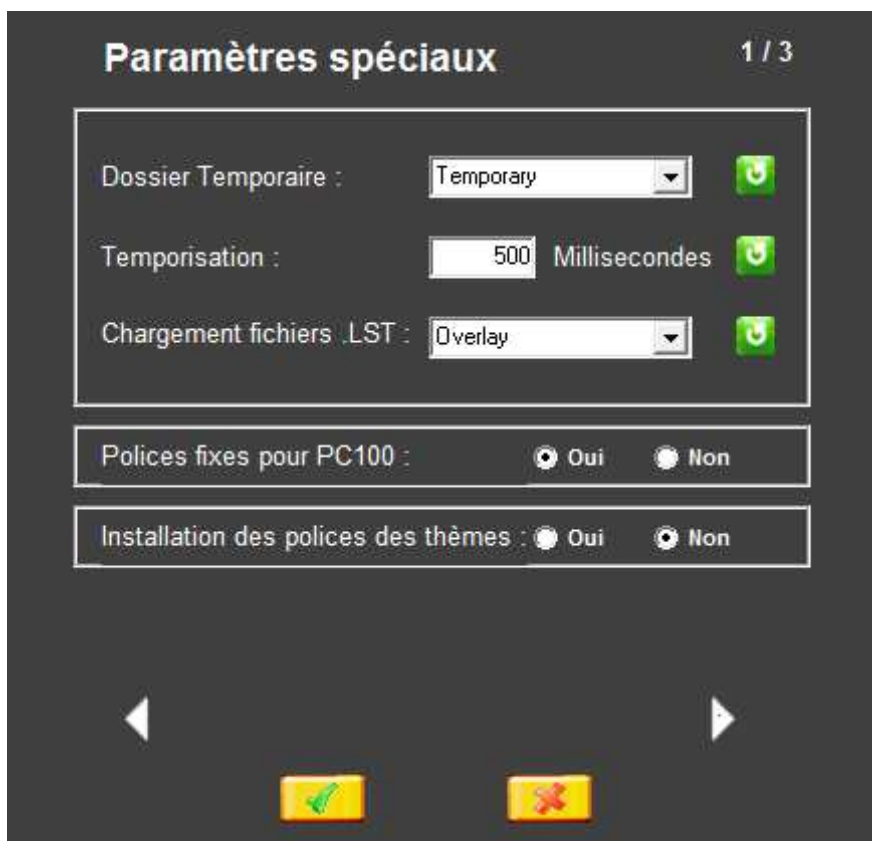 Paramètres spéciaux 1 / 3
Dossier Temporaire : Temporary
Temporisation : 500 Millisecondes
Chargement fichiers .LST : Overlay
Polices fixes pour PC100 : Oui Non
Installation des polices des thèmes : Oui Non